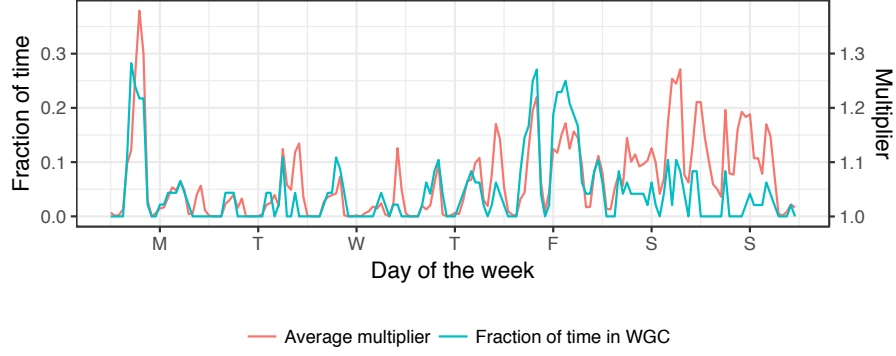 Fraction of time
0.3
0.2
0.1
0.0
1.3
1.2
1.1
1.0
Multiplier
M T W T F S S
Day of the week
Average multiplier Fraction of time in WGC